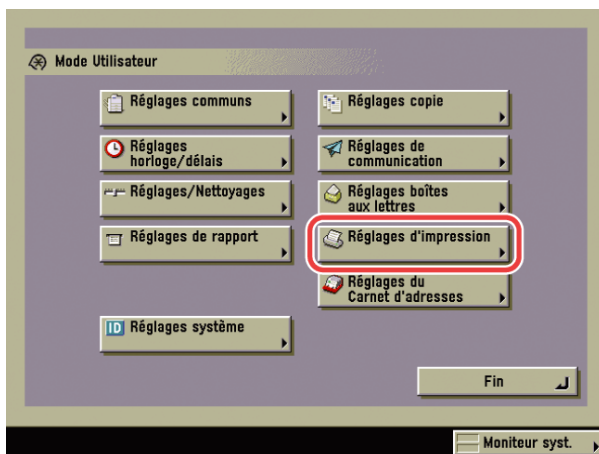 Mode Utilisateur
Réglages communs
Réglages copie
Réglages
horloge/délais
Réglages de
communication
Réglages/Nettoyages
Réglages boîtes
aux lettres
Réglages de rapport
Réglages d'impression
Réglages du
Carnet d'adresses
ID Réglages système
Fin
Moniteur syst.